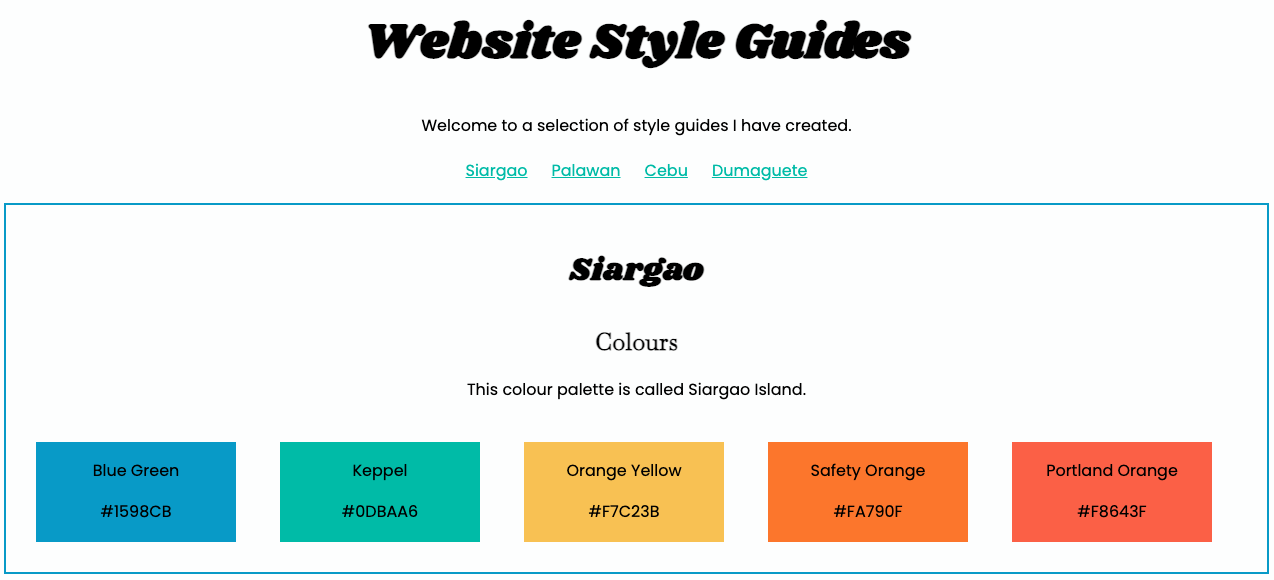 Website Style Guides
Welcome to a selection of style guides I have created.
Siargao Palawan Cebu Dumaguete
Siargao
Colours
This colour palette is called Siargao Island.
Blue Green Keppel Orange Yellow Safety Orange Portland Orange
#1598CB #0DBAA6 #F7C23B #FA790F #F8643F